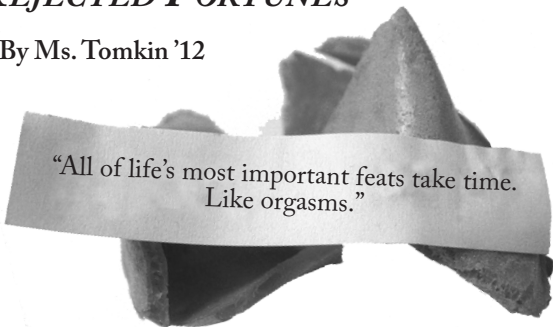 REJECTED FORTUNES
By Ms. Tomkin ’12
“All of life’s most important feats take time.
Like orgasms.”